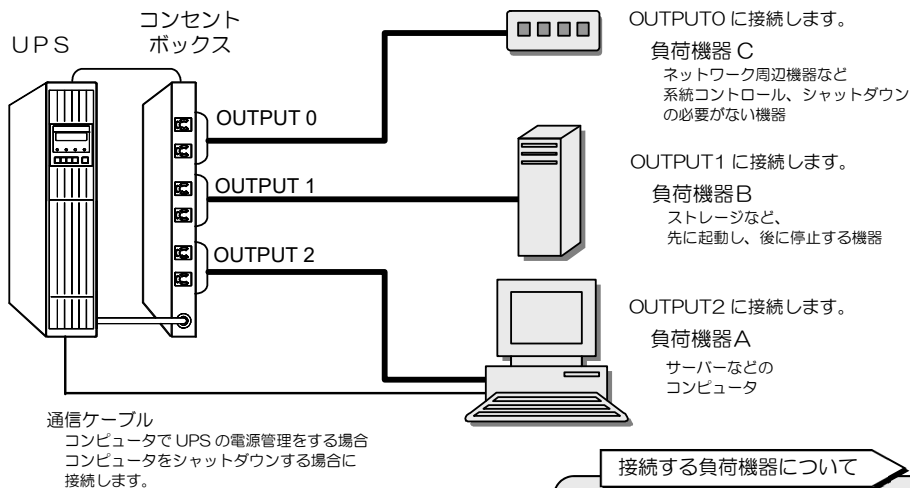 UPS
コンセント
ボックス
OUTPUT 0
OUTPUT 1
OUTPUT 2
OUTPUT0 に接続します。
負荷機器 C
ネットワーク周辺機器など
系統コントロール、シャットダウン
の必要がない機器
OUTPUT1 に接続します。
負荷機器B
ストレージなど、
先に起動し、後に停止する機器
OUTPUT2 に接続します。
負荷機器A
サーバーなどの
コンピュータ
通信ケーブル
コンピュータで UPS の電源管理をする場合
コンピュータをシャットダウンする場合に
接続します。
接続する負荷機器について